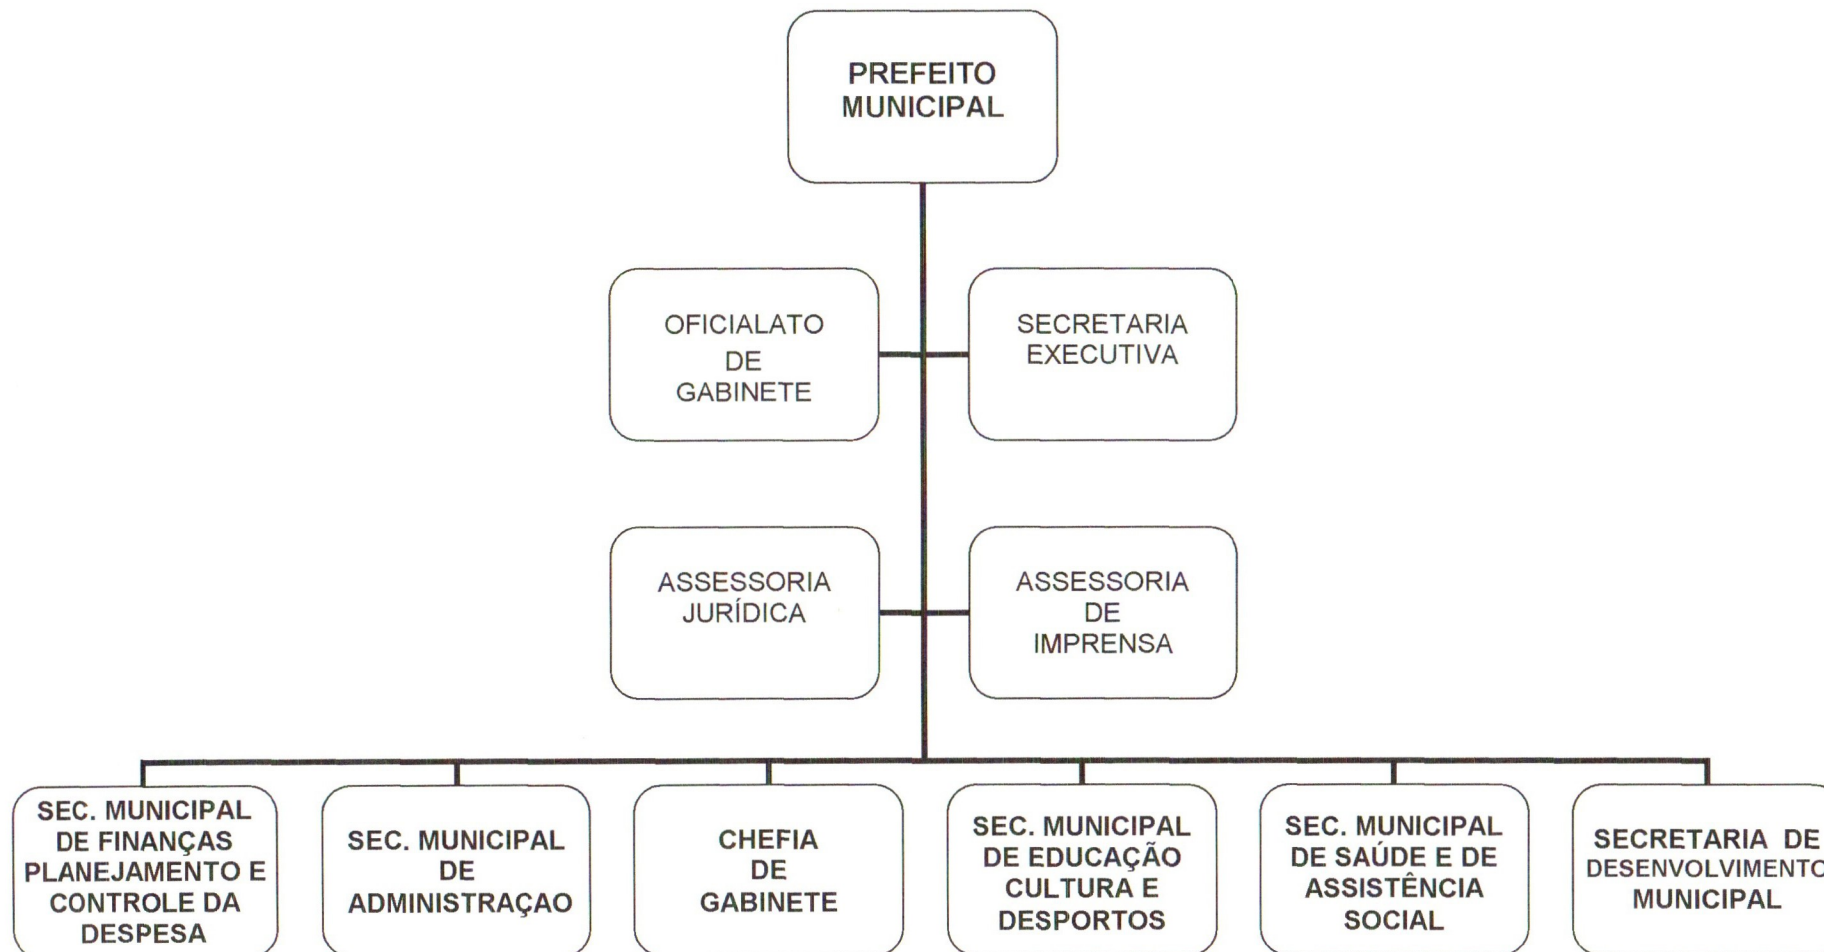 PREFEITO
MUNICIPAL
OFICIALATO
DE
GABINETE
SECRETARIA
EXECUTIVA
ASSESSORIA
JURÍDICA
ASSESSORIA
DE
IMPRENSA
SEC. MUNICIPAL
DE FINANÇAS
PLANEJAMENTO E
CONTROLE DA
DESPESA
SEC. MUNICIPAL
DE
ADMINISTRAÇAO
CHEFIA
DE
GABINETE
SEC. MUNICIPAL
DE EDUCAÇÃO
CULTURA E
DESPORTOS
SEC. MUNICIPAL
DE SAÚDE E DE
ASSISTÊNCIA
SOCIAL
SECRETARIA DE
DESENVOLVIMENTO
MUNICIPAL